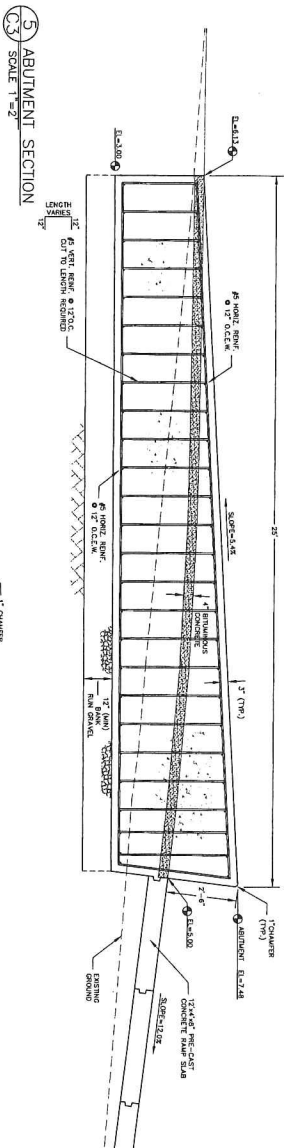 5
C3
ABUTMENT SECTION
SCALE 1"=2'
25'
EL=6.13
EL=3.00
#5 HORIZ. REINF.
@ 12" O.C.E.W.
SLOPE=5.4%
3" (TYP.)
1" CHAMFER
(TYP.)
ABUTMENT EL=7.48
2'-6"
EL=5.00
4" BITUMINOUS
CONCRETE
12'x4'x8" PRE-CAST
CONCRETE RAMP SLAB
SLOPE=12.0%
EXISTING
GROUND
12" (MIN)
BANK
RUN GRAVEL
#5 HORIZ. REINF.
@ 12" O.C.E.W.
#5 VERT. REINF. @ 12"O.C.
CUT TO LENGTH REQUIRED
LENGTH
VARIES
12"
12"
1" CHAMFER